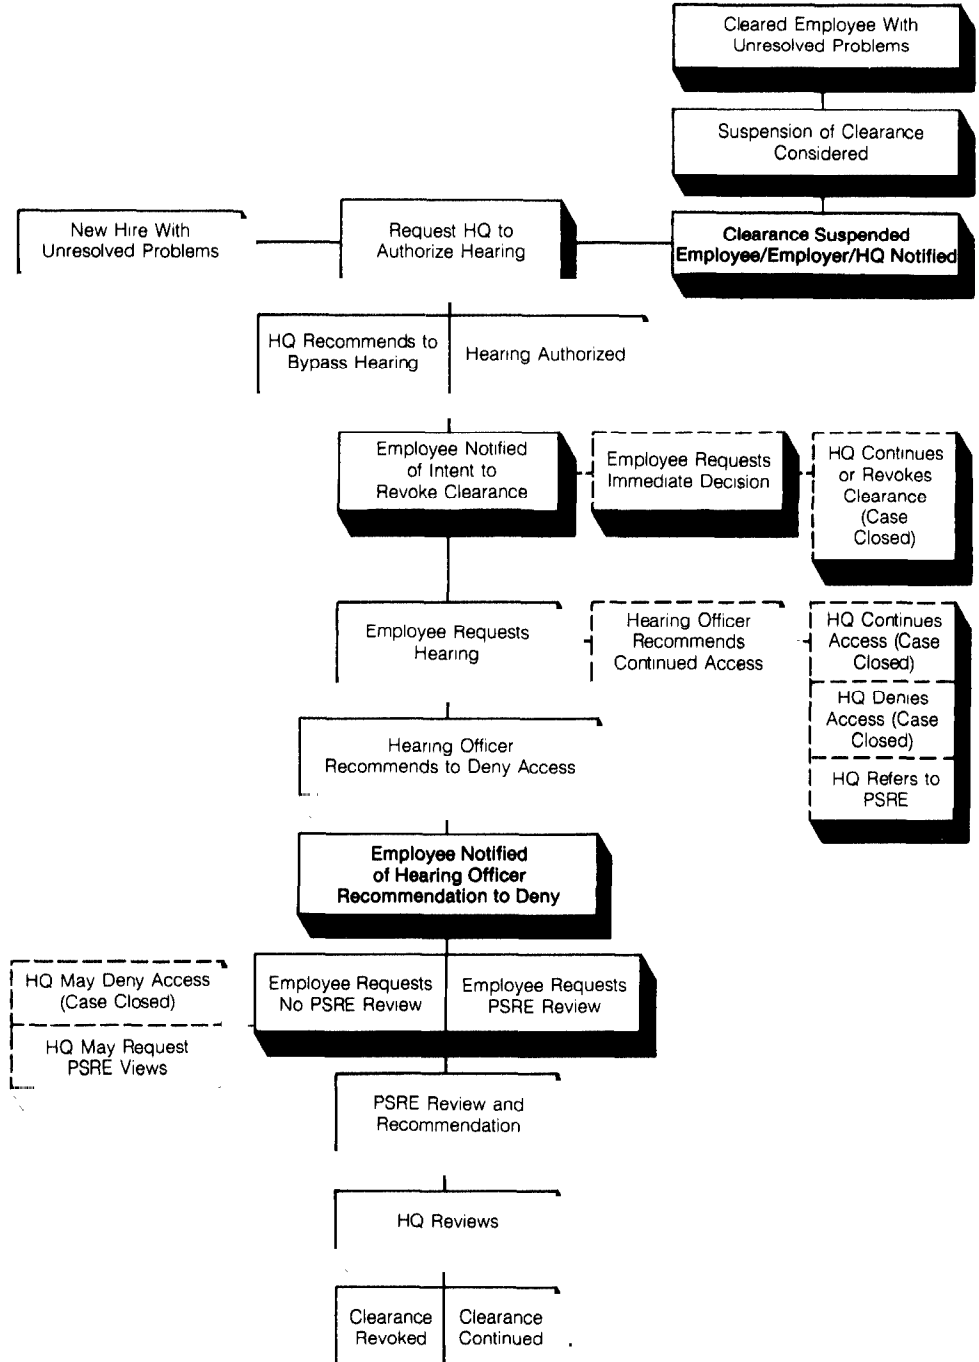 Cleared Employee With
Unresolved Problems
Suspension of Clearance
Considered
New Hire With
Unresolved Problems
Request HQ to
Authorize Hearing
Clearance Suspended
Employee/Employer/HQ Notified
HQ Recommends to
Bypass Hearing
Hearing Authorized
Employee Notified
of Intent to
Revoke Clearance
Employee Requests
Immediate Decision
HQ Continues
or Revokes
Clearance
(Case
Closed)
Employee Requests
Hearing
Hearing Officer
Recommends
Continued Access
HQ Continues
Access (Case
Closed)
HQ Denies
Access (Case
Closed)
HQ Refers to
PSRE
Hearing Officer
Recommends to Deny Access
Employee Notified
of Hearing Officer
Recommendation to Deny
HQ May Deny Access
(Case Closed)
HQ May Request
PSRE Views
Employee Requests
No PSRE Review
Employee Requests
PSRE Review
PSRE Review and
Recommendation
HQ Reviews
Clearance
Revoked
Clearance
Continued